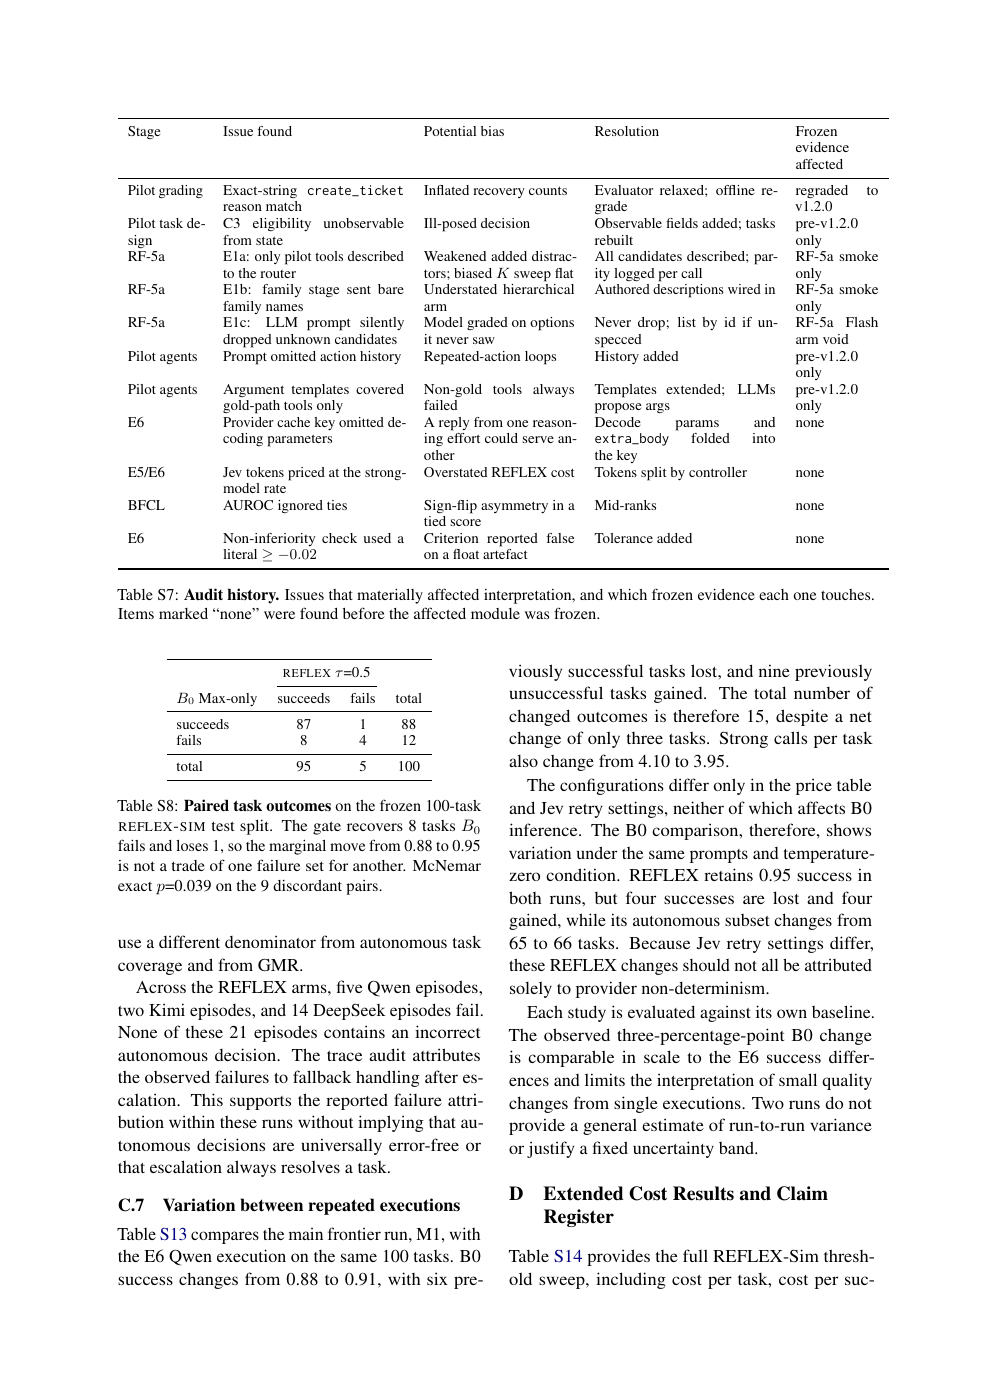 Stage Issue found Potential bias Resolution Frozen
evidence
affected
Pilot grading Exact-string create_ticket Inflated recovery counts Evaluator relaxed; offline re- regraded to
reason match grade v1.2.0
Pilot task de- C3 eligibility unobservable Ill-posed decision Observable fields added; tasks pre-v1.2.0
sign from state rebuilt only
RF-5a E1a: only pilot tools described Weakened added distrac- All candidates described; par- RF-5a smoke
to the router tors; biased K sweep flat ity logged per call only
RF-5a E1b: family stage sent bare Understated hierarchical Authored descriptions wired in RF-5a smoke
family names arm only
RF-5a E1c: LLM prompt silently Model graded on options Never drop; list by id if un- RF-5a Flash
dropped unknown candidates it never saw specced arm void
Pilot agents Prompt omitted action history Repeated-action loops History added pre-v1.2.0
only
Pilot agents Argument templates covered Non-gold tools always Templates extended; LLMs pre-v1.2.0
gold-path tools only failed propose args only
E6 Provider cache key omitted de- A reply from one reason- Decode params and none
coding parameters ing effort could serve an- extra_body folded into
other the key
E5/E6 Jev tokens priced at the strong- Overstated REFLEX cost Tokens split by controller none
model rate
BFCL AUROC ignored ties Sign-flip asymmetry in a Mid-ranks none
tied score
E6 Non-inferiority check used a Criterion reported false Tolerance added none
literal ≥ −0.02 on a float artefact
Table S7: Audit history. Issues that materially affected interpretation, and which frozen evidence each one touches.
Items marked “none” were found before the affected module was frozen.
REFLEX τ=0.5
B0 Max-only succeeds fails total
succeeds 87 1 88
fails 8 4 12
total 95 5 100
Table S8: Paired task outcomes on the frozen 100-task
REFLEX-SIM test split. The gate recovers 8 tasks B0
fails and loses 1, so the marginal move from 0.88 to 0.95
is not a trade of one failure set for another. McNemar
exact p=0.039 on the 9 discordant pairs.
use a different denominator from autonomous task
coverage and from GMR.
Across the REFLEX arms, five Qwen episodes,
two Kimi episodes, and 14 DeepSeek episodes fail.
None of these 21 episodes contains an incorrect
autonomous decision. The trace audit attributes
the observed failures to fallback handling after es-
calation. This supports the reported failure attri-
bution within these runs without implying that au-
tonomous decisions are universally error-free or
that escalation always resolves a task.
C.7 Variation between repeated executions
Table S13 compares the main frontier run, M1, with
the E6 Qwen execution on the same 100 tasks. B0
success changes from 0.88 to 0.91, with six pre-
viously successful tasks lost, and nine previously
unsuccessful tasks gained. The total number of
changed outcomes is therefore 15, despite a net
change of only three tasks. Strong calls per task
also change from 4.10 to 3.95.
The configurations differ only in the price table
and Jev retry settings, neither of which affects B0
inference. The B0 comparison, therefore, shows
variation under the same prompts and temperature-
zero condition. REFLEX retains 0.95 success in
both runs, but four successes are lost and four
gained, while its autonomous subset changes from
65 to 66 tasks. Because Jev retry settings differ,
these REFLEX changes should not all be attributed
solely to provider non-determinism.
Each study is evaluated against its own baseline.
The observed three-percentage-point B0 change
is comparable in scale to the E6 success differ-
ences and limits the interpretation of small quality
changes from single executions. Two runs do not
provide a general estimate of run-to-run variance
or justify a fixed uncertainty band.
D Extended Cost Results and Claim
Register
Table S14 provides the full REFLEX-Sim thresh-
old sweep, including cost per task, cost per suc-